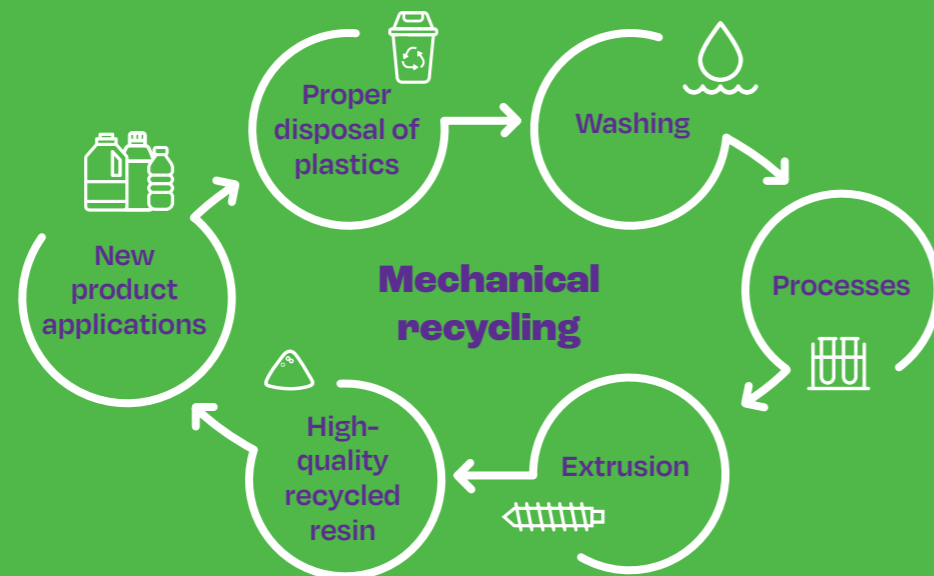 Proper
disposal of
plastics
Washing
Processes
Extrusion
High-
quality
recycled
resin
New
product
applications
Mechanical
recycling